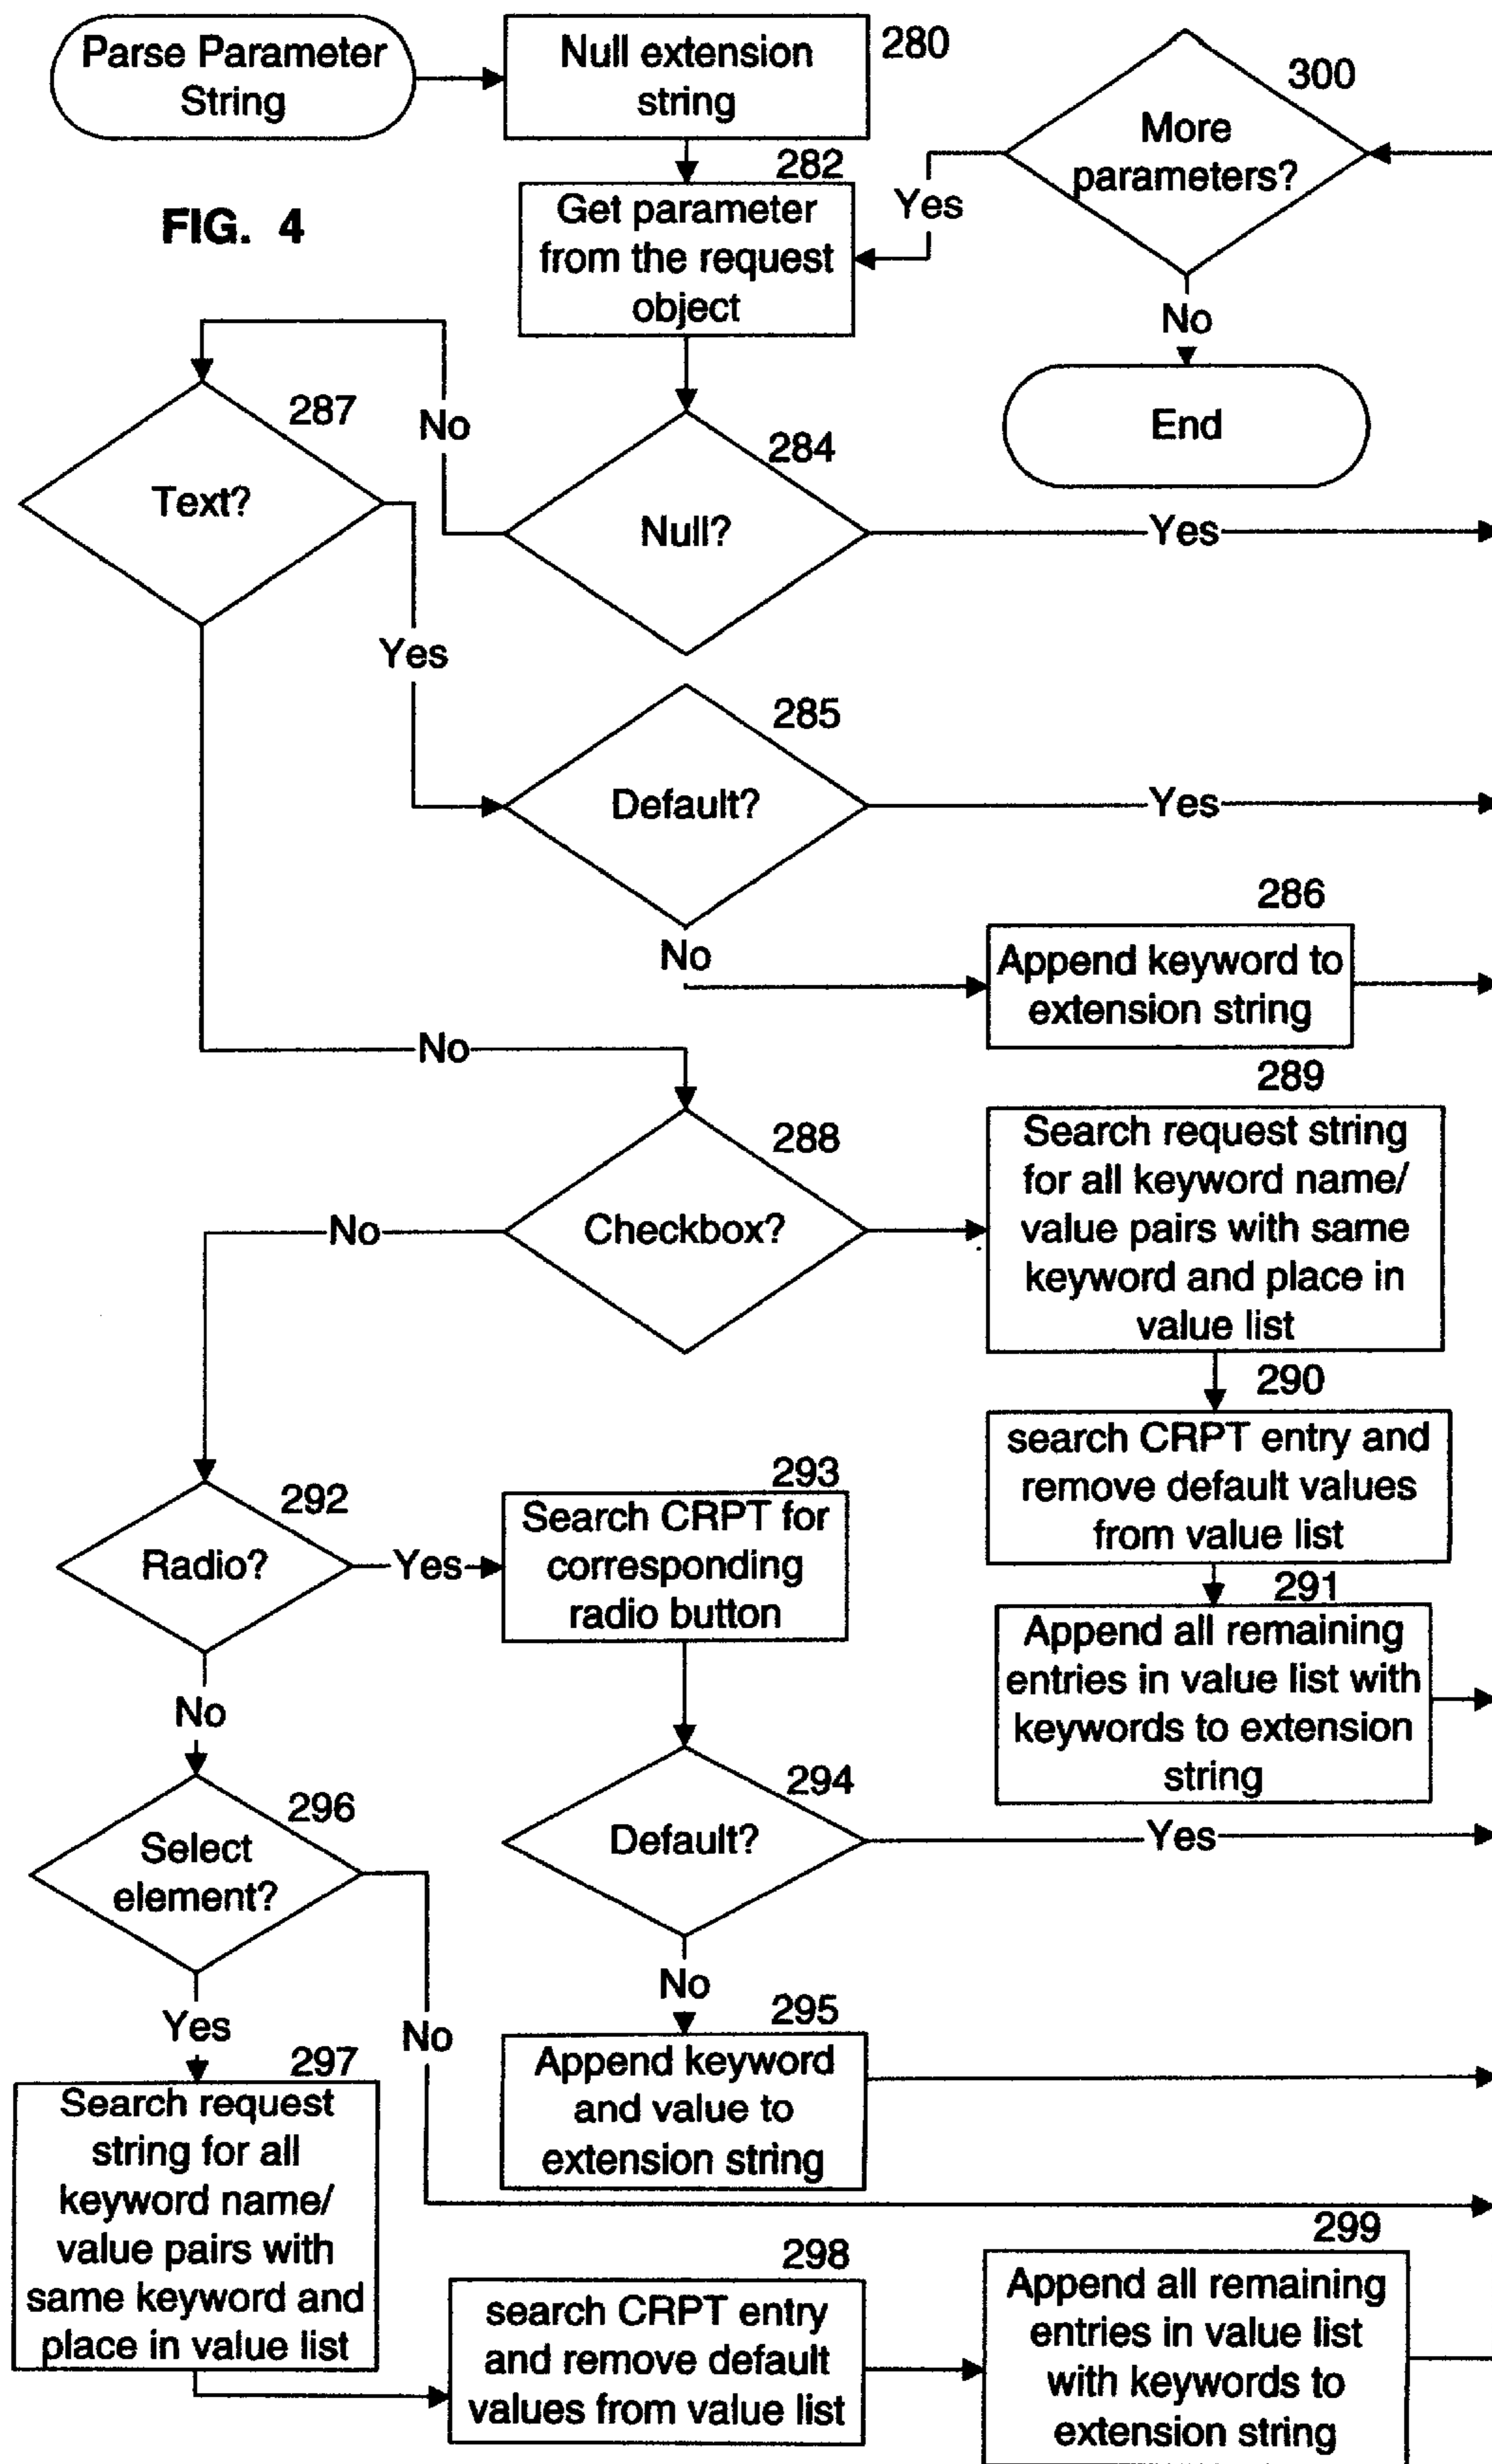 Parse Parameter
String
Null extension
string
280
300
More
parameters?
282
Get parameter
from the request
object
Yes
FIG. 4
No
End
287
Text?
No
284
Null?
Yes
Yes
285
Default?
Yes
No
286
Append keyword to
extension string
No
288
Checkbox?
No
289
Search request string
for all keyword name/
value pairs with same
keyword and place in
value list
290
search CRPT entry and
remove default values
from value list
291
Append all remaining
entries in value list with
keywords to extension
string
292
Radio?
Yes
293
Search CRPT for
corresponding
radio button
No
294
Default?
Yes
296
Select
element?
No
295
Append keyword
and value to
extension string
Yes
No
297
Search request
string for all
keyword name/
value pairs with
same keyword and
place in value list
298
search CRPT entry
and remove default
values from value list
299
Append all remaining
entries in value list
with keywords to
extension string